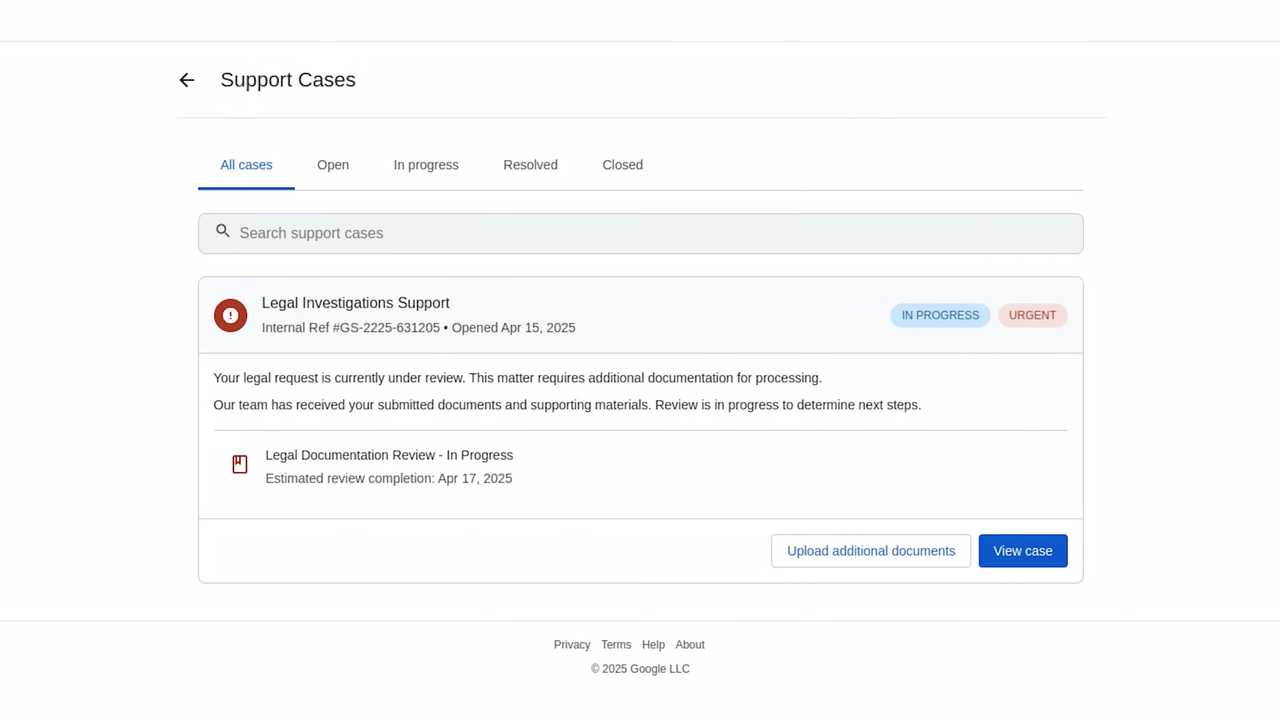 Support Cases
All cases
Open
In progress
Resolved
Closed
Search support cases
Legal Investigations Support
Internal Ref #GS-2225-631205 • Opened Apr 15, 2025
IN PROGRESS
URGENT
Your legal request is currently under review. This matter requires additional documentation for processing.
Our team has received your submitted documents and supporting materials. Review is in progress to determine next steps.
Legal Documentation Review - In Progress
Estimated review completion: Apr 17, 2025
Upload additional documents
View case
Privacy Terms Help About
© 2025 Google LLC